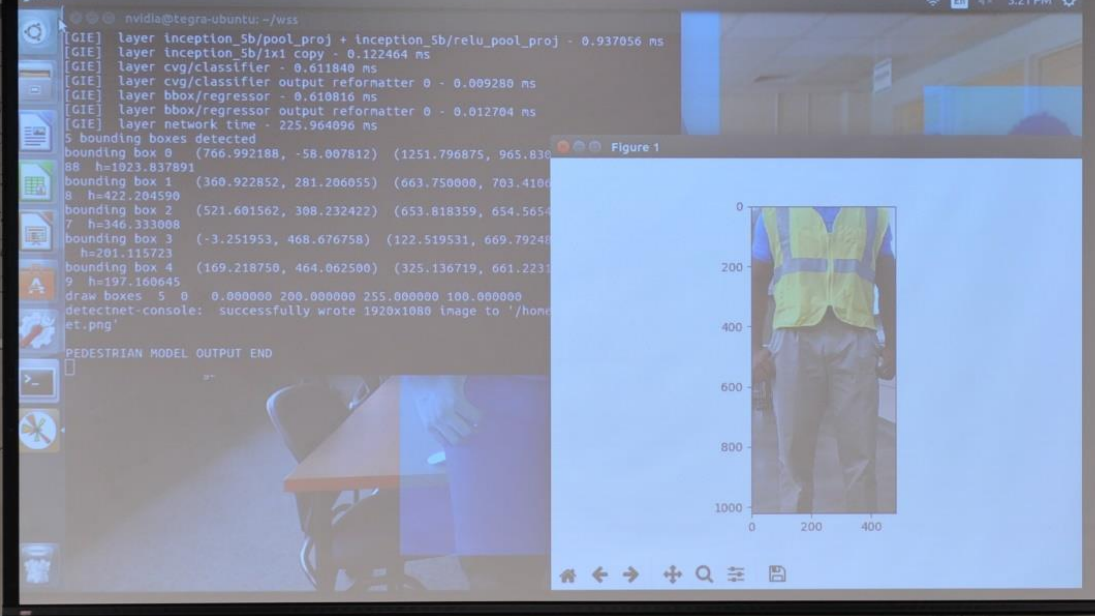 3:21 PM
nvidia@tegra-ubuntu: ~/wss
[GIE] layer inception_5b/pool_proj + inception_5b/relu_pool_proj - 0.937056 ms
[GIE] layer inception_5b/1x1 copy - 0.122464 ms
[GIE] layer cvg/classifier - 0.611840 ms
[GIE] layer cvg/classifier output reformatter 0 - 0.009280 ms
[GIE] layer bbox/regressor - 0.610816 ms
[GIE] layer bbox/regressor output reformatter 0 - 0.012704 ms
[GIE] layer network time - 225.964096 ms
5 bounding boxes detected
bounding box 0 (766.992188, -58.007812) (1251.796875, 965.830
88 h=1023.837891
bounding box 1 (360.922852, 281.206055) (663.750000, 703.4106
8 h=422.204590
bounding box 2 (521.601562, 308.232422) (653.818359, 654.5654
7 h=346.333008
bounding box 3 (-3.251953, 468.676758) (122.519531, 669.79248
h=201.115723
bounding box 4 (169.218750, 464.062500) (325.136719, 661.2231
9 h=197.160645
draw boxes 5 0 0.000000 200.000000 255.000000 100.000000
detectnet-console: successfully wrote 1920x1080 image to '/home
et.png'
PEDESTRIAN MODEL OUTPUT END
Figure 1
0
200
400
600
800
1000
0 200 400